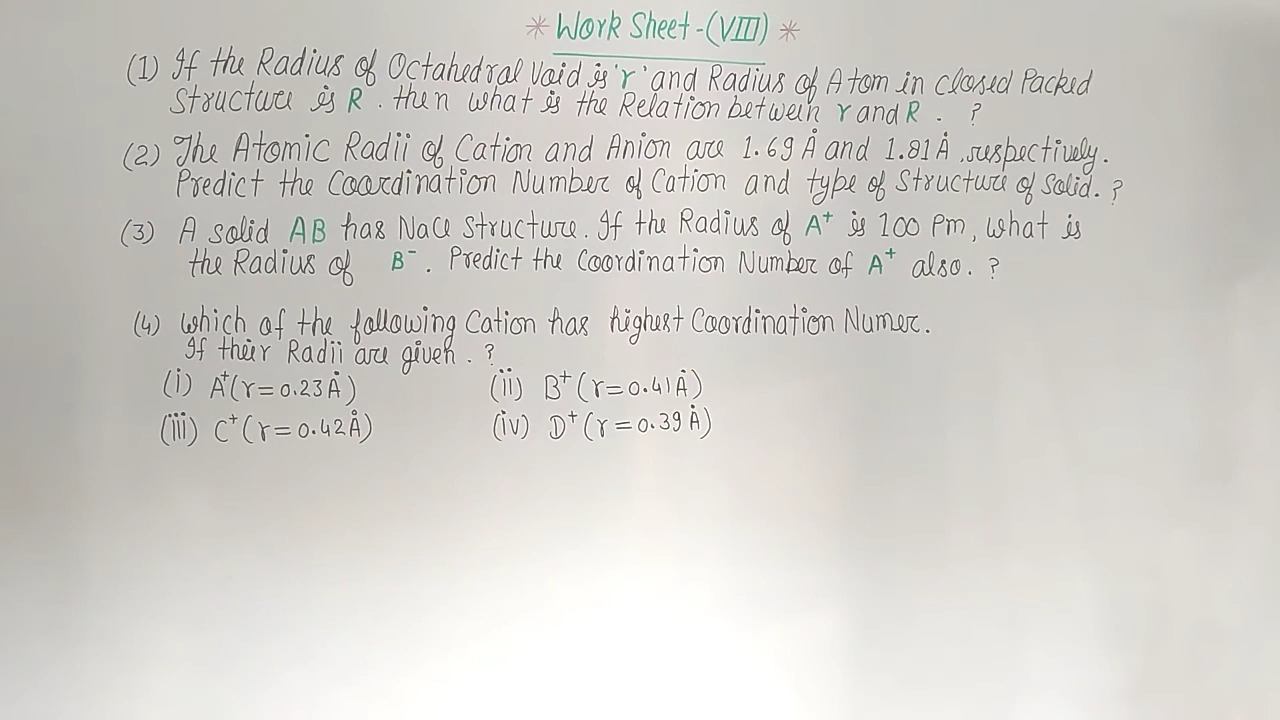 * Work Sheet-(VIII) *
(1) If the Radius of Octahedral Void is 'r' and Radius of Atom in closed Packed
Structure is R. then what is the Relation between r and R. ?
(2) The Atomic Radii of Cation and Anion are 1.69 Å and 1.81 Å, respectively.
Predict the Coordination Number of Cation and type of Structure of Solid. ?
(3) A solid AB has NaCl Structure. If the Radius of A⁺ is 100 Pm, what is
the Radius of B⁻. Predict the Coordination Number of A⁺ also. ?
(4) which of the following Cation has highest Coordination Numer.
If their Radii are given. ?
(i) A⁺(r=0.23Å) (ii) B⁺(r=0.41Å)
(iii) C⁺(r=0.42Å) (iv) D⁺(r=0.39Å)